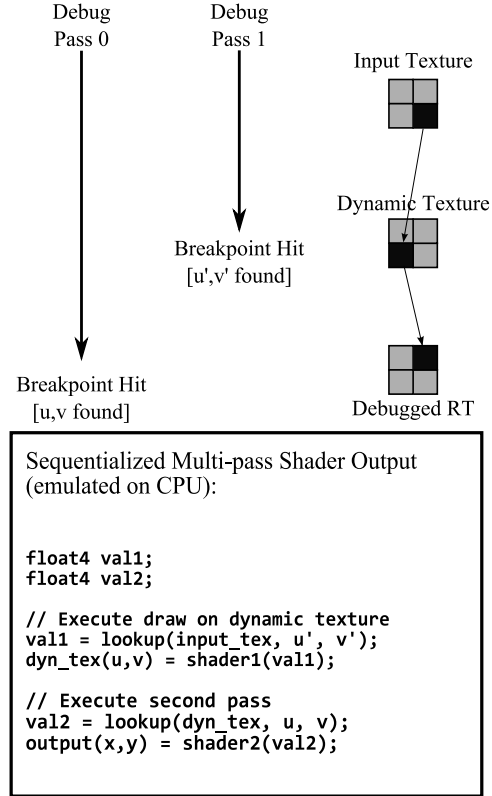 Debug
Pass 0
Debug
Pass 1
Input Texture
Dynamic Texture
Breakpoint Hit
[u',v' found]
Breakpoint Hit
[u,v found]
Debugged RT
Sequentialized Multi-pass Shader Output
(emulated on CPU):
float4 val1;
float4 val2;
// Execute draw on dynamic texture
val1 = lookup(input_tex, u', v');
dyn_tex(u,v) = shader1(val1);
// Execute second pass
val2 = lookup(dyn_tex, u, v);
output(x,y) = shader2(val2);